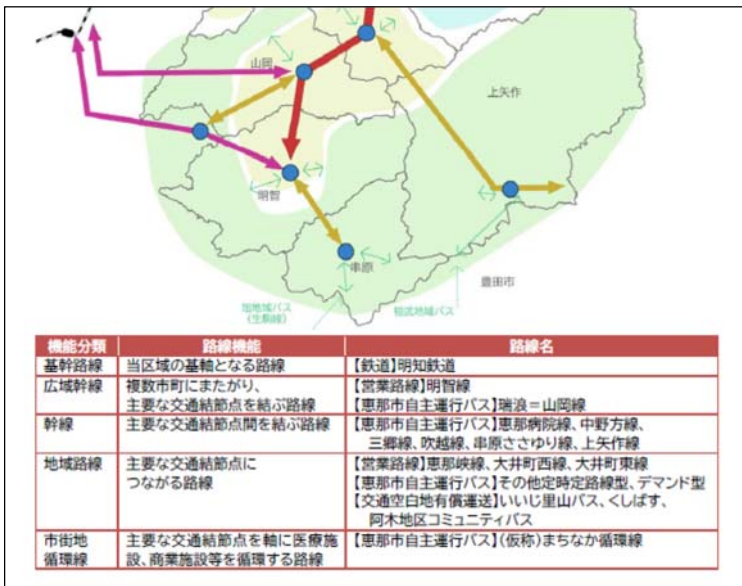 山岡
上矢作
明智
串原
豊田市
旭地域バス
(生駒線)
稲武地域バス
機能分類 路線機能 路線名
基幹路線 当区域の基軸となる路線 【鉄道】明知鉄道
広域幹線 複数市町にまたがり、 【営業路線】明智線
主要な交通結節点を結ぶ路線 【恵那市自主運行バス】瑞浪=山岡線
幹線 主要な交通結節点間を結ぶ路線 【恵那市自主運行バス】恵那病院線、中野方線、
三郷線、吹越線、串原ささゆり線、上矢作線
地域路線 主要な交通結節点に 【営業路線】恵那峡線、大井町西線、大井町東線
つながる路線 【恵那市自主運行バス】その他定時定路線型、デマンド型
【交通空白地有償運送】いいじ里山バス、くしばす、
阿木地区コミュニティバス
市街地 主要な交通結節点を軸に医療施 【恵那市自主運行バス】(仮称)まちなか循環線
循環線 設、商業施設等を循環する路線